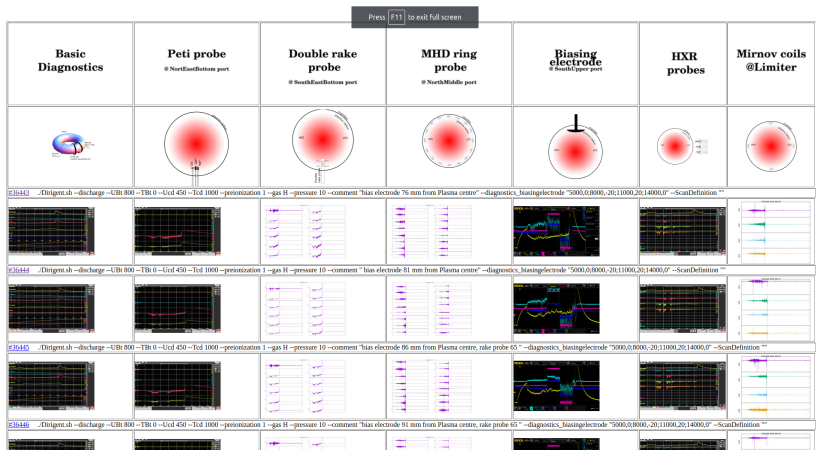 Press F11 to exit full screen
Basic
Diagnostics
Peti probe
@ NortEastBottom port
Double rake
probe
@ SouthEastBottom port
MHD ring
probe
@ NorthMiddle port
Biasing
electrode
@ SouthUpper port
HXR
probes
Mirnov coils
@Limiter
#36443 ./Dirigent.sh --discharge --UBt 800 --TBt 0 --Ucd 450 --Tcd 1000 --preionization 1 --gas H --pressure 10 --comment "bias electrode 76 mm from Plasma centre" --diagnostics_biasingelectrode "5000,0;8000,-20;11000,20;14000,0" --ScanDefinition ""
#36444 ./Dirigent.sh --discharge --UBt 800 --TBt 0 --Ucd 450 --Tcd 1000 --preionization 1 --gas H --pressure 10 --comment " bias electrode 81 mm from Plasma centre" --diagnostics_biasingelectrode "5000,0;8000,-20;11000,20;14000,0" --ScanDefinition ""
#36445 ./Dirigent.sh --discharge --UBt 800 --TBt 0 --Ucd 450 --Tcd 1000 --preionization 1 --gas H --pressure 10 --comment "bias electrode 86 mm from Plasma centre, rake probe 65 " --diagnostics_biasingelectrode "5000,0;8000,-20;11000,20;14000,0" --ScanDefinition ""
#36446 ./Dirigent.sh --discharge --UBt 800 --TBt 0 --Ucd 450 --Tcd 1000 --preionization 1 --gas H --pressure 10 --comment "bias electrode 91 mm from Plasma centre, rake probe 65 " --diagnostics_biasingelectrode "5000,0;8000,-20;11000,20;14000,0" --ScanDefinition ""